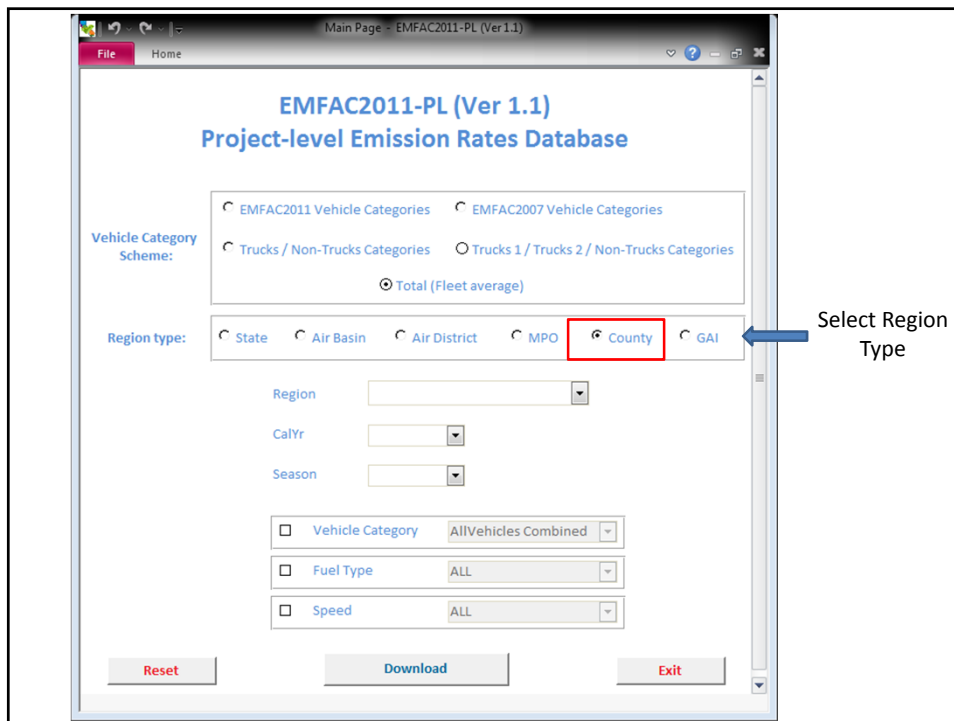 Main Page - EMFAC2011-PL (Ver 1.1)
File Home
EMFAC2011-PL (Ver 1.1)
Project-level Emission Rates Database
Vehicle Category Scheme:
EMFAC2011 Vehicle Categories EMFAC2007 Vehicle Categories
Trucks / Non-Trucks Categories Trucks 1 / Trucks 2 / Non-Trucks Categories
Total (Fleet average)
Region type: State Air Basin Air District MPO County GAI
Select Region
Type
Region
CalYr
Season
Vehicle Category AllVehicles Combined
Fuel Type ALL
Speed ALL
Reset Download Exit